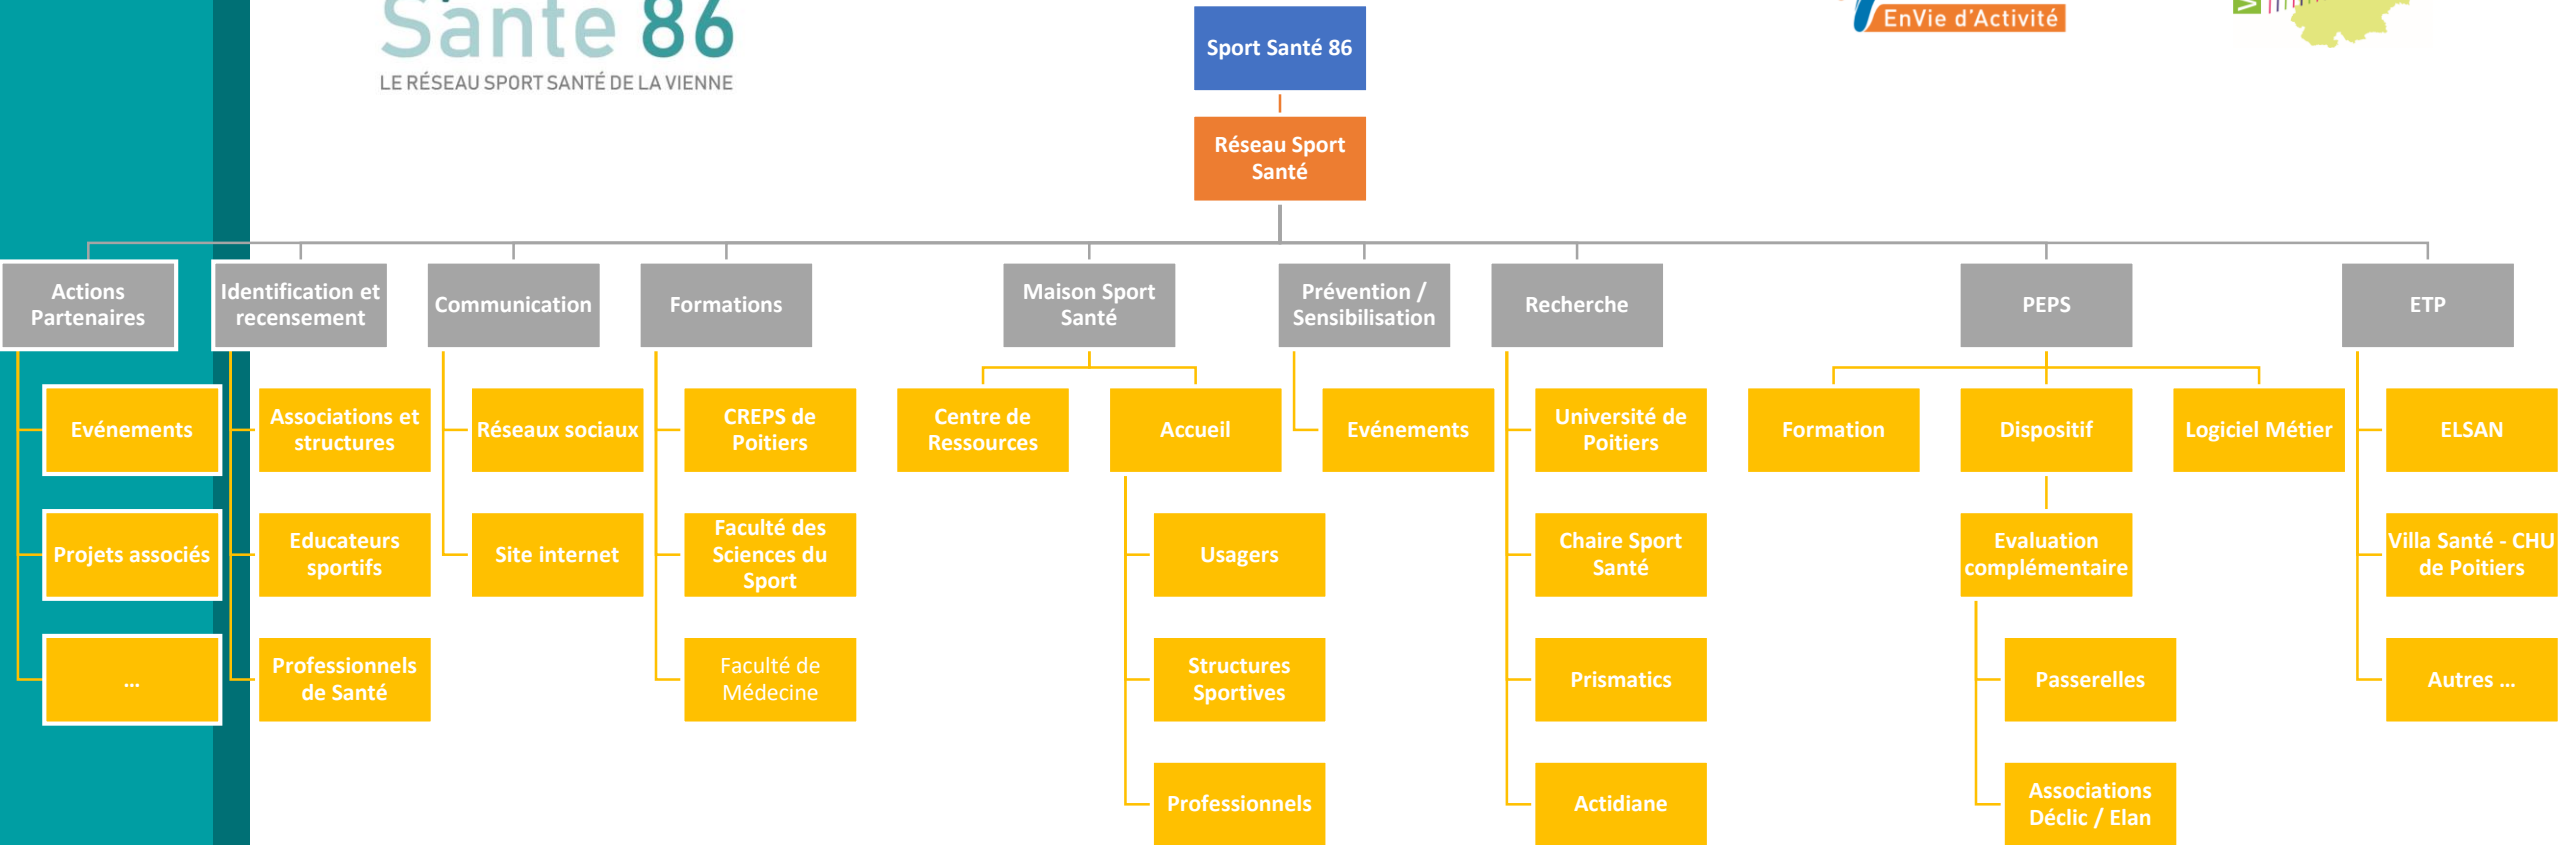 Santé 86
LE RÉSEAU SPORT SANTÉ DE LA VIENNE
EnVie d'Activité
Sport Santé 86
Réseau Sport
Santé
Actions
Partenaires
Identification et
recensement
Communication
Formations
Maison Sport
Santé
Prévention /
Sensibilisation
Recherche
PEPS
ETP
Evénements
Projets associés
...
Associations et
structures
Educateurs
sportifs
Professionnels
de Santé
Réseaux sociaux
Site internet
CREPS de
Poitiers
Faculté des
Sciences du
Sport
Faculté de
Médecine
Centre de
Ressources
Accueil
Usagers
Structures
Sportives
Professionnels
Evénements
Université de
Poitiers
Chaire Sport
Santé
Prismatics
Actidiane
Formation
Dispositif
Evaluation
complémentaire
Passerelles
Associations
Déclic / Elan
Logiciel Métier
ELSAN
Villa Santé - CHU
de Poitiers
Autres ...